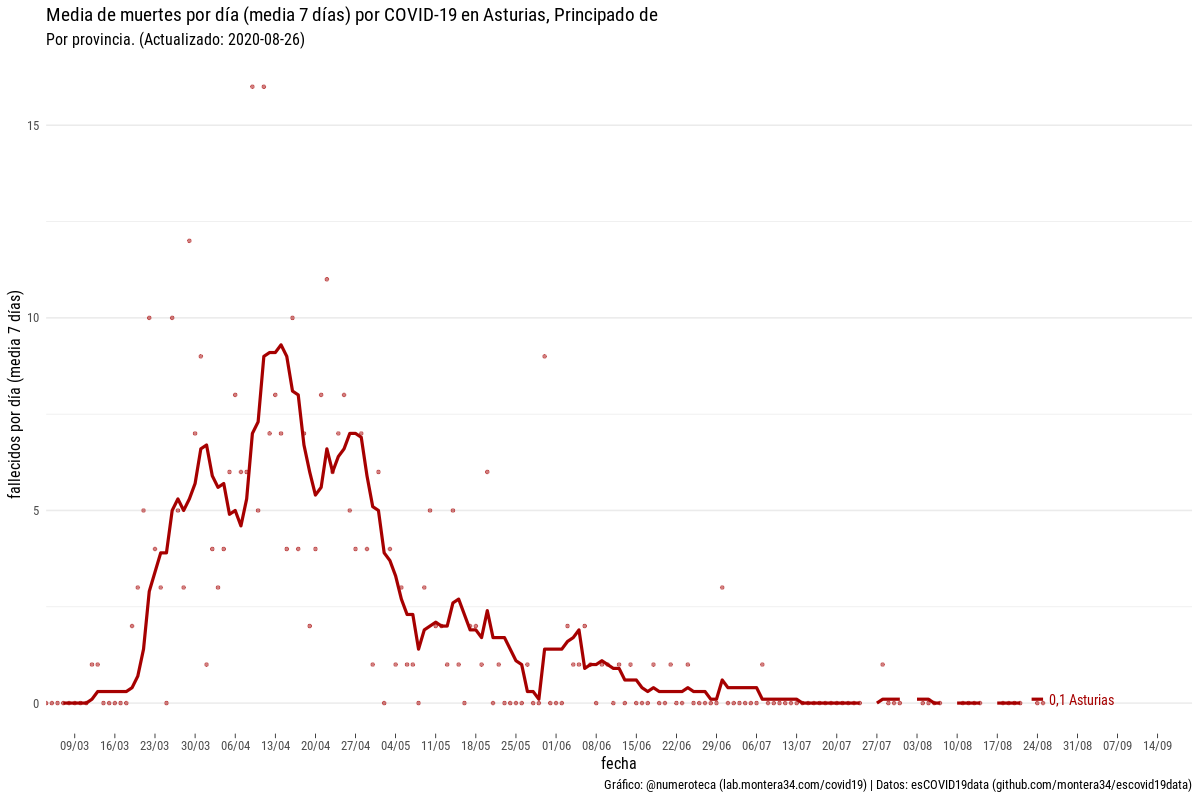 Media de muertes por día (media 7 días) por COVID-19 en Asturias, Principado de
Por provincia. (Actualizado: 2020-08-26)
fallecidos por día (media 7 días)
15
10
5
0
0,1 Asturias
09/03 16/03 23/03 30/03 06/04 13/04 20/04 27/04 04/05 11/05 18/05 25/05 01/06 08/06 15/06 22/06 29/06 06/07 13/07 20/07 27/07 03/08 10/08 17/08 24/08 31/08 07/09 14/09
fecha
Gráfico: @numeroteca (lab.montera34.com/covid19) | Datos: esCOVID19data (github.com/montera34/escovid19data)